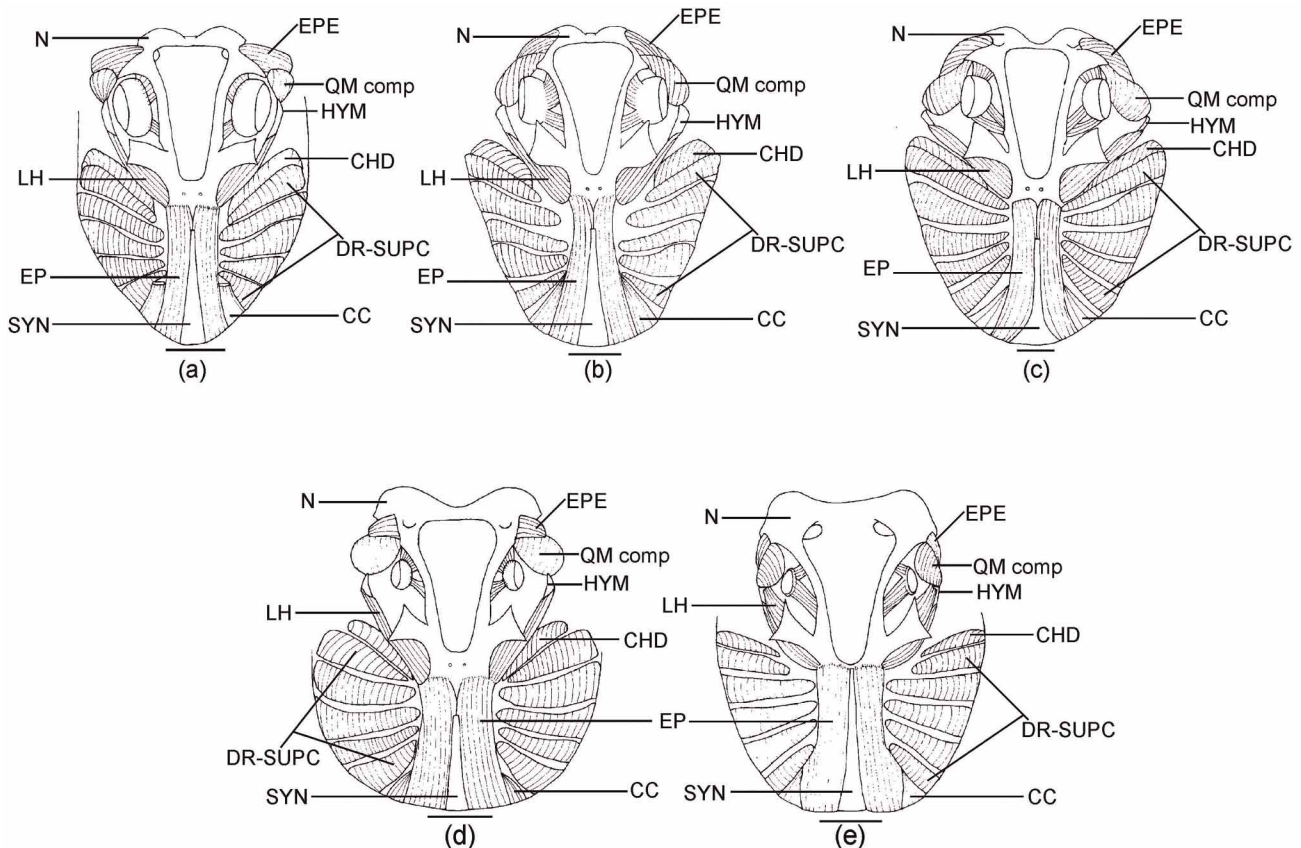 N
EPE
QM comp
HYM
CHD
LH
DR-SUPC
EP
CC
SYN
(a)
N
EPE
QM comp
HYM
CHD
LH
DR-SUPC
EP
CC
SYN
(b)
N
EPE
QM comp
HYM
CHD
LH
DR-SUPC
EP
CC
SYN
(c)
N
EPE
QM comp
HYM
LH
CHD
DR-SUPC
EP
SYN
CC
(d)
N
EPE
QM comp
HYM
LH
CHD
DR-SUPC
SYN
CC
(e)